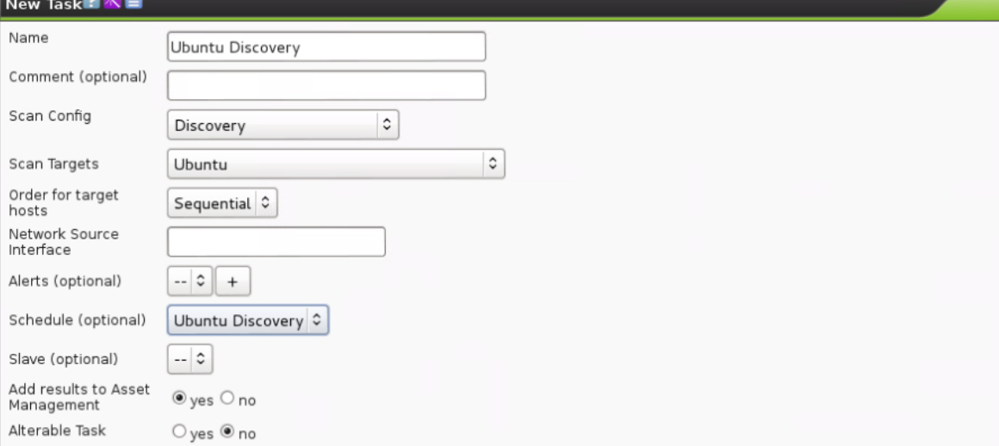 New Task ?
Name
Ubuntu Discovery
Comment (optional)
Scan Config
Discovery
Scan Targets
Ubuntu
Order for target
hosts
Sequential
Network Source
Interface
Alerts (optional)
-- +
Schedule (optional)
Ubuntu Discovery
Slave (optional)
--
Add results to Asset
Management
yes no
Alterable Task
yes no